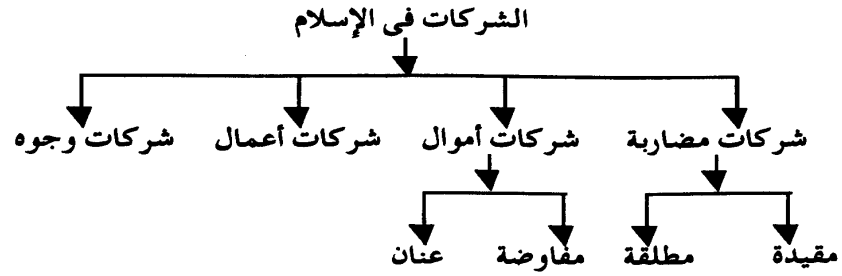 الشركات فى الإسلام
شركات مضاربة شركات أموال شركات أعمال شركات وجوه
مقيدة مطلقة مفاوضة عنان